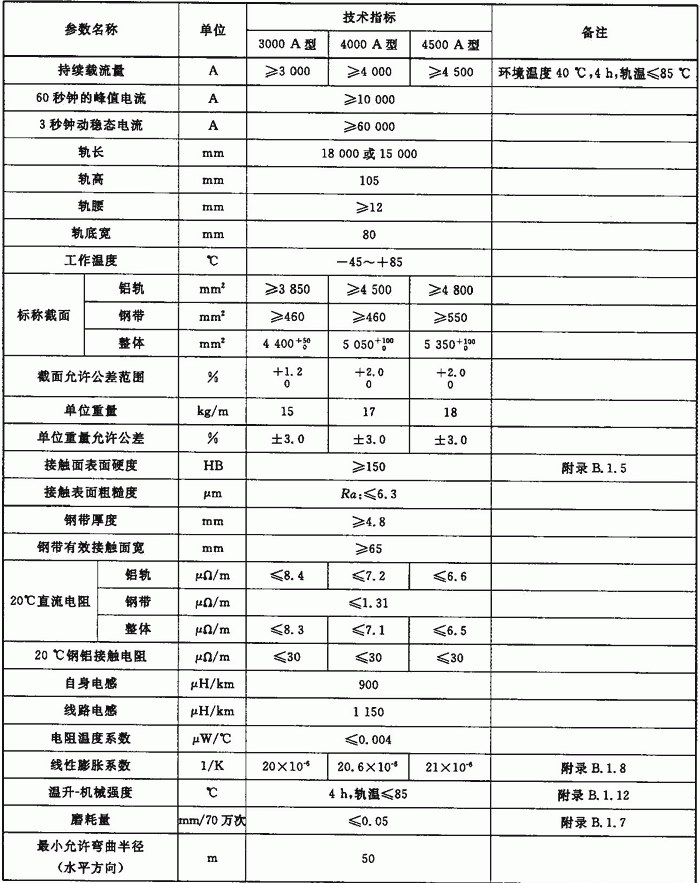 参数名称 单位 技术指标 备注
3000 A 型 4000 A 型 4500 A 型
持续载流量 A ≥3 000 ≥4 000 ≥4 500 环境温度 40 ℃,4 h,轨温≤85 ℃
60 秒钟的峰值电流 A ≥10 000
3 秒钟动稳态电流 A ≥60 000
轨长 mm 18 000 或 15 000
轨高 mm 105
轨腰 mm ≥12
轨底宽 mm 80
工作温度 ℃ －45～＋85
标称截面 铝轨 mm² ≥3 850 ≥4 500 ≥4 800
钢带 mm² ≥460 ≥460 ≥550
整体 mm² 4 400 +50 0 5 050 +100 0 5 350 +100 0
截面允许公差范围 % +1.2 0 +2.0 0 +2.0 0
单位重量 kg/m 15 17 18
单位重量允许公差 % ±3.0 ±3.0 ±3.0
接触面表面硬度 HB ≥150 附录 B.1.5
接触表面粗糙度 μm Ra:≤6.3
钢带厚度 mm ≥4.8
钢带有效接触面宽 mm ≥65
20℃直流电阻 铝轨 μΩ/m ≤8.4 ≤7.2 ≤6.6
钢带 μΩ/m ≤1.31
整体 μΩ/m ≤8.3 ≤7.1 ≤6.5
20 ℃钢铝接触电阻 μΩ/m ≤30 ≤30 ≤30
自身电感 μH/km 900
线路电感 μH/km 1 150
电阻温度系数 μW/℃ ≤0.004
线性膨胀系数 1/K 20×10⁻⁶ 20.6×10⁻⁶ 21×10⁻⁶ 附录 B.1.8
温升-机械强度 ℃ 4 h,轨温≤85 附录 B.1.12
磨耗量 mm/70 万次 ≤0.05 附录 B.1.7
最小允许弯曲半径
(水平方向) m 50